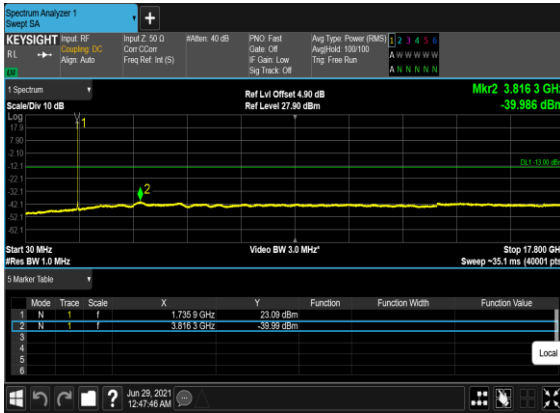 Spectrum Analyzer 1
Swept SA
KEYSIGHT Input: RF Input Z: 50 Ω #Atten: 40 dB PNO: Fast Avg Type: Power (RMS) 1 2 3 4 5 6
RL Coupling: DC Corr CCorr Gate: Off Avg|Hold: 100/100 A W W W W W
Align: Auto Freq Ref: Int (S) IF Gain: Low Trig: Free Run
Sig Track: Off A N N N N N
1 Spectrum Ref Lvl Offset 4.90 dB Mkr2 3.816 3 GHz
Scale/Div 10 dB Ref Level 27.90 dBm -39.986 dBm
Log
17.9
7.90
-2.10
-12.1
-22.1
-32.1
-42.1
-52.1
-62.1
1
2
DL1 -13.00 dBm
Start 30 MHz Video BW 3.0 MHz* Stop 17.800 GHz
#Res BW 1.0 MHz Sweep ~35.1 ms (40001 pts)
5 Marker Table
Mode Trace Scale X Y Function Function Width Function Value
1 N 1 f 1.735 9 GHz 23.09 dBm
2 N 1 f 3.816 3 GHz -39.99 dBm
3
4
5
6
Local
? Jun 29, 2021
12:47:46 AM